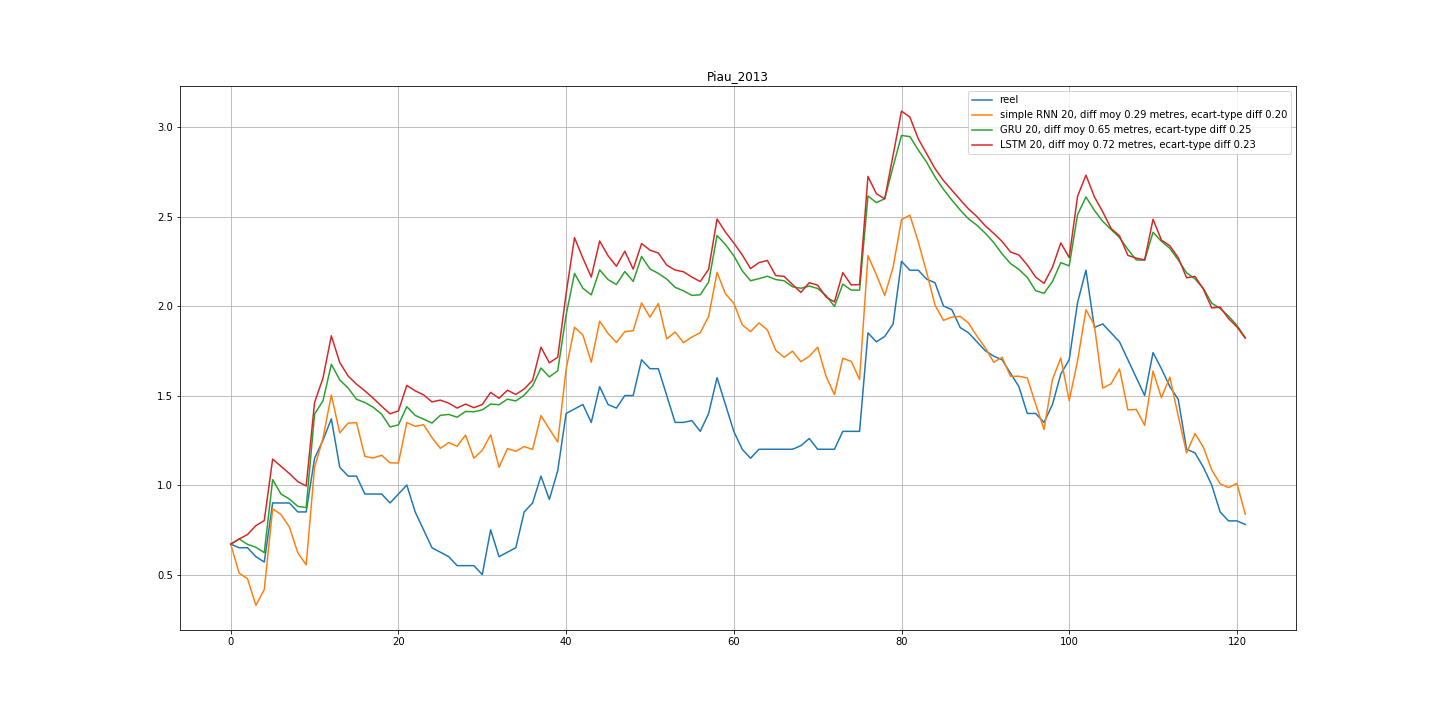 Piau_2013
reel
simple RNN 20, diff moy 0.29 metres, ecart-type diff 0.20
GRU 20, diff moy 0.65 metres, ecart-type diff 0.25
LSTM 20, diff moy 0.72 metres, ecart-type diff 0.23
3.0
2.5
2.0
1.5
1.0
0.5
0 20 40 60 80 100 120